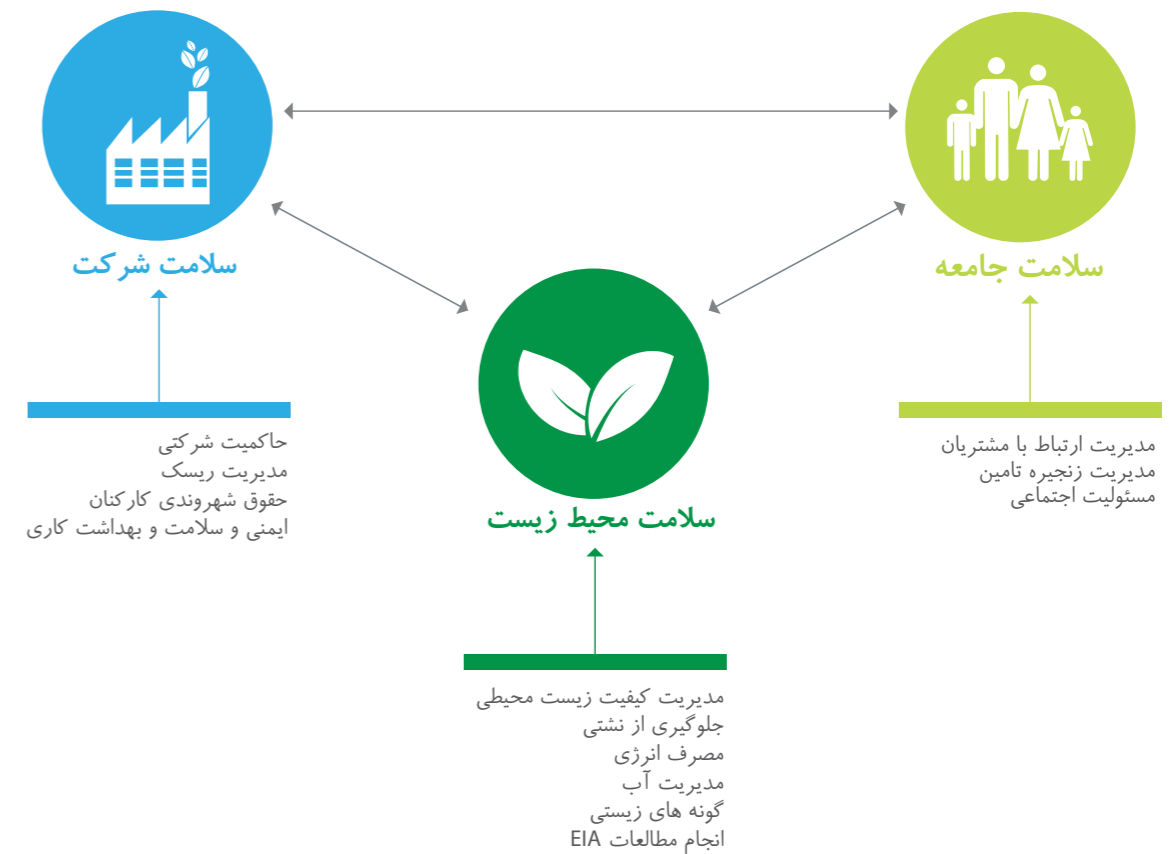 سلامت جامعه
مدیریت ارتباط با مشتریان
مدیریت زنجیره تامین
مسئولیت اجتماعی
سلامت محیط زیست
مدیریت کیفیت زیست محیطی
جلوگیری از نشتی
مصرف انرژی
مدیریت آب
گونه های زیستی
انجام مطالعات EIA
سلامت شرکت
حاکمیت شرکتی
مدیریت ریسک
حقوق شهروندی کارکنان
ایمنی و سلامت و بهداشت کاری